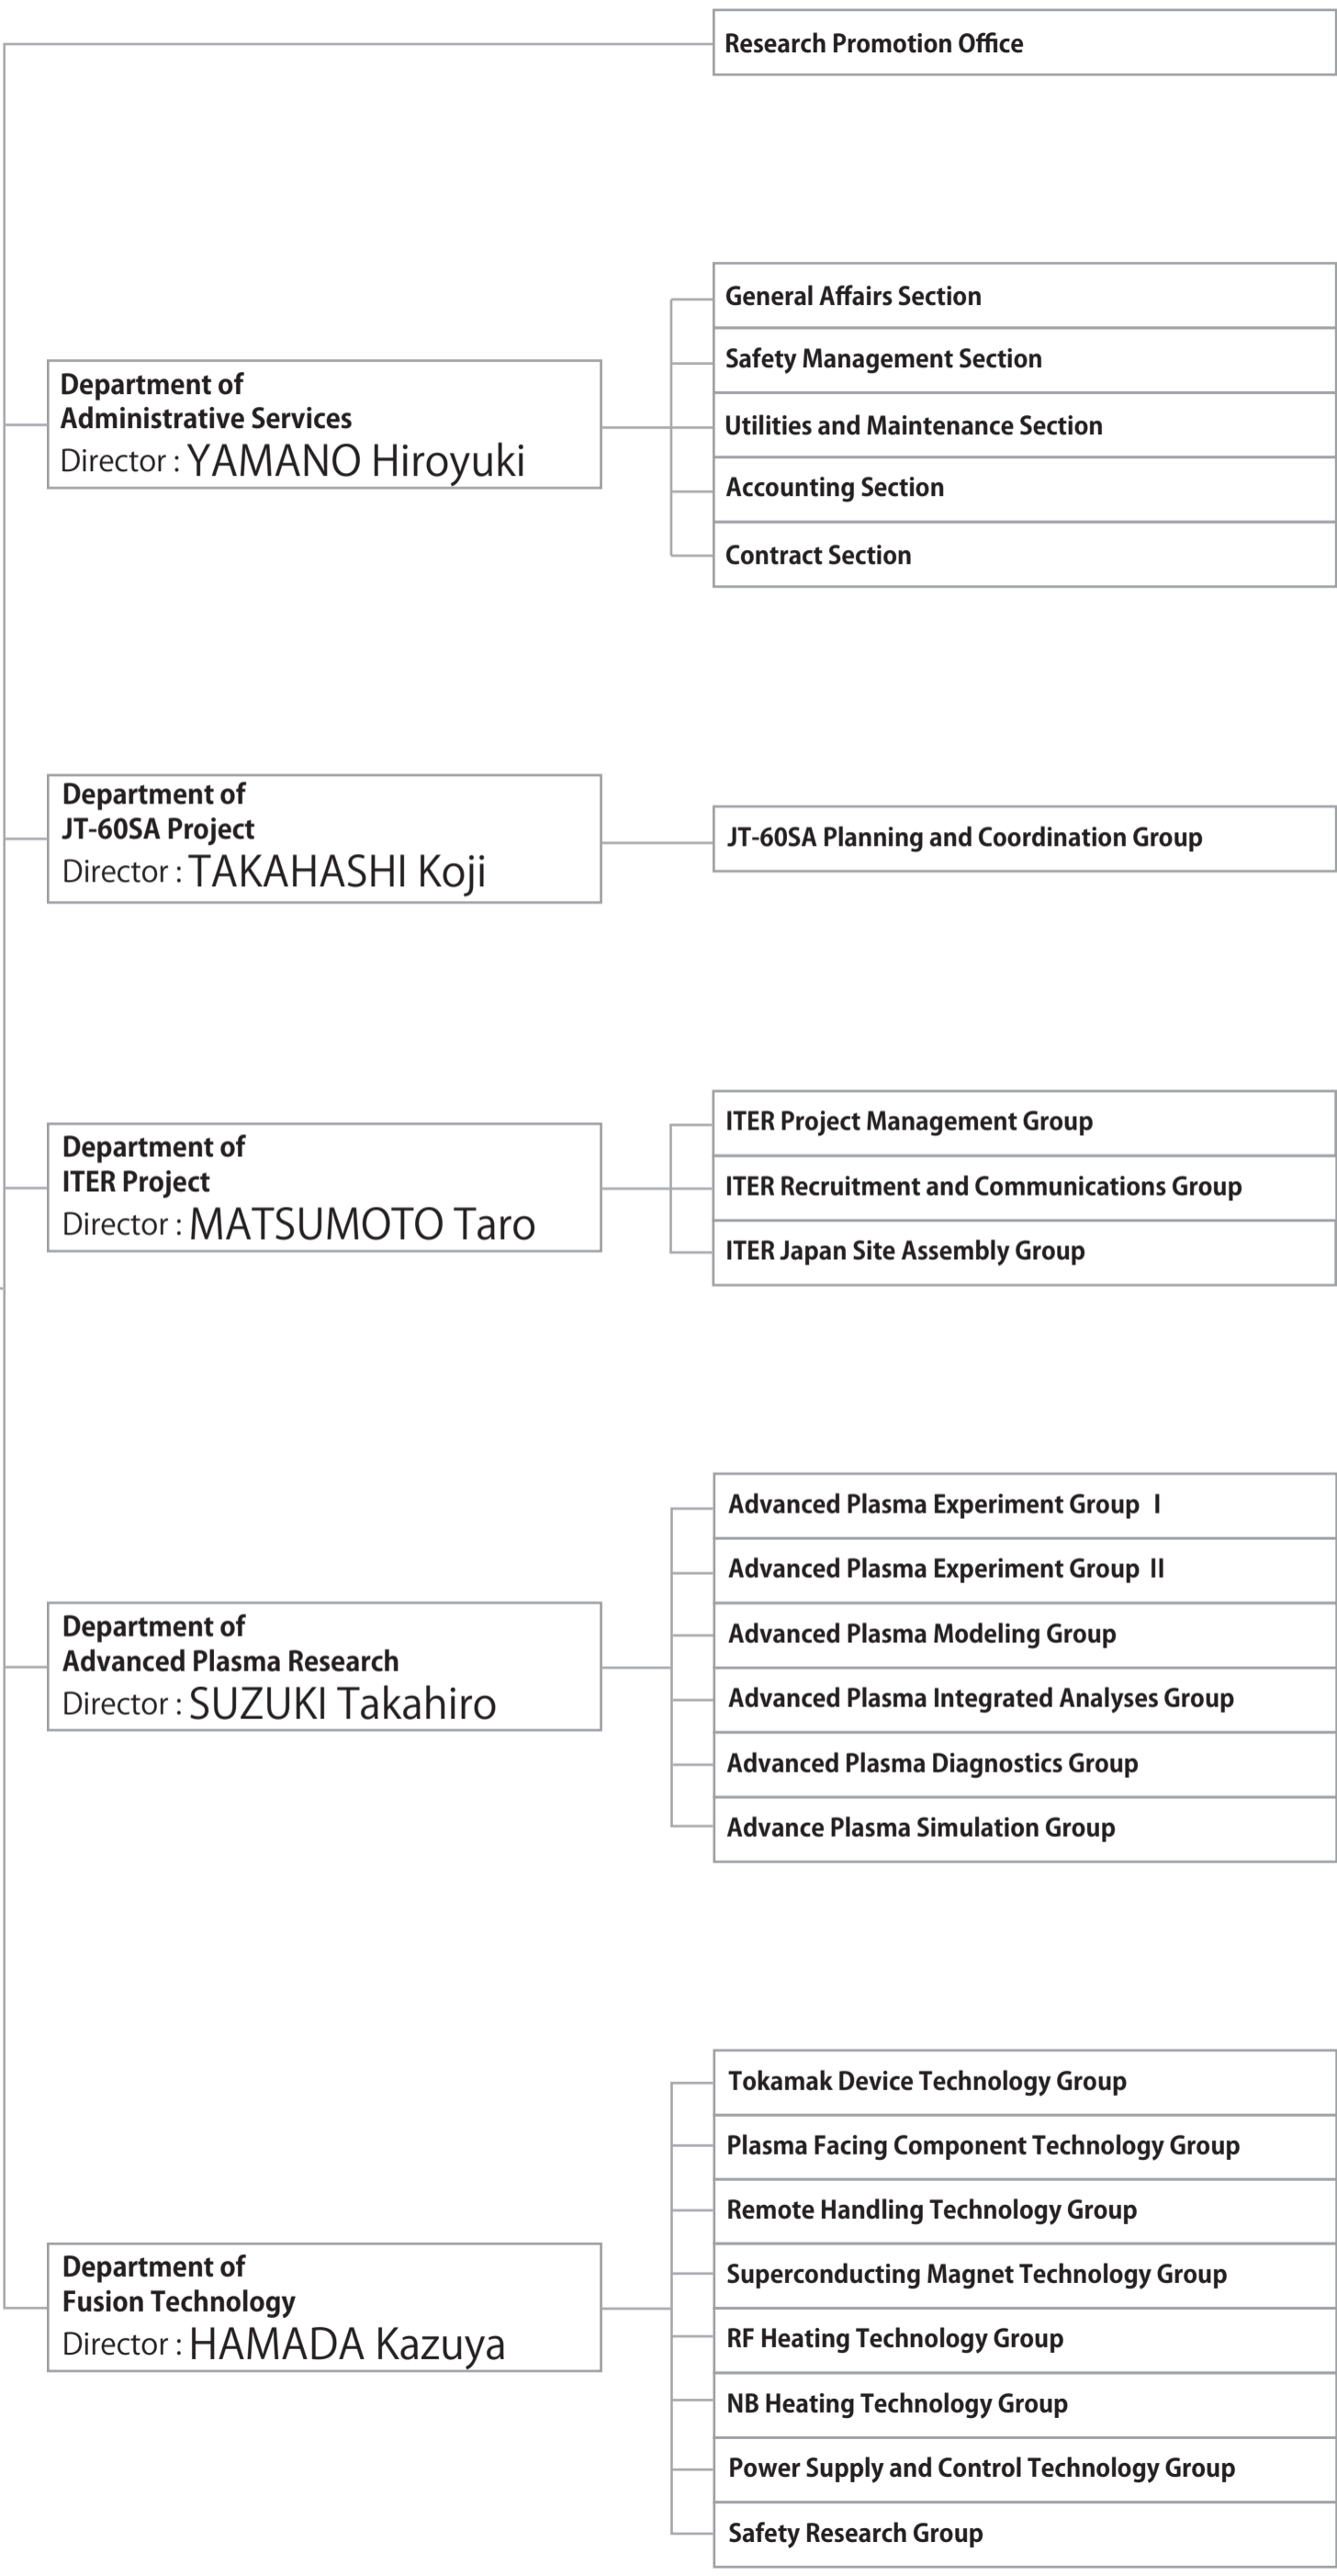 Research Promotion Office
Department of
Administrative Services
Director : YAMANO Hiroyuki
General Affairs Section
Safety Management Section
Utilities and Maintenance Section
Accounting Section
Contract Section
Department of
JT-60SA Project
Director : TAKAHASHI Koji
JT-60SA Planning and Coordination Group
Department of
ITER Project
Director : MATSUMOTO Taro
ITER Project Management Group
ITER Recruitment and Communications Group
ITER Japan Site Assembly Group
Department of
Advanced Plasma Research
Director : SUZUKI Takahiro
Advanced Plasma Experiment Group I
Advanced Plasma Experiment Group II
Advanced Plasma Modeling Group
Advanced Plasma Integrated Analyses Group
Advanced Plasma Diagnostics Group
Advance Plasma Simulation Group
Department of
Fusion Technology
Director : HAMADA Kazuya
Tokamak Device Technology Group
Plasma Facing Component Technology Group
Remote Handling Technology Group
Superconducting Magnet Technology Group
RF Heating Technology Group
NB Heating Technology Group
Power Supply and Control Technology Group
Safety Research Group